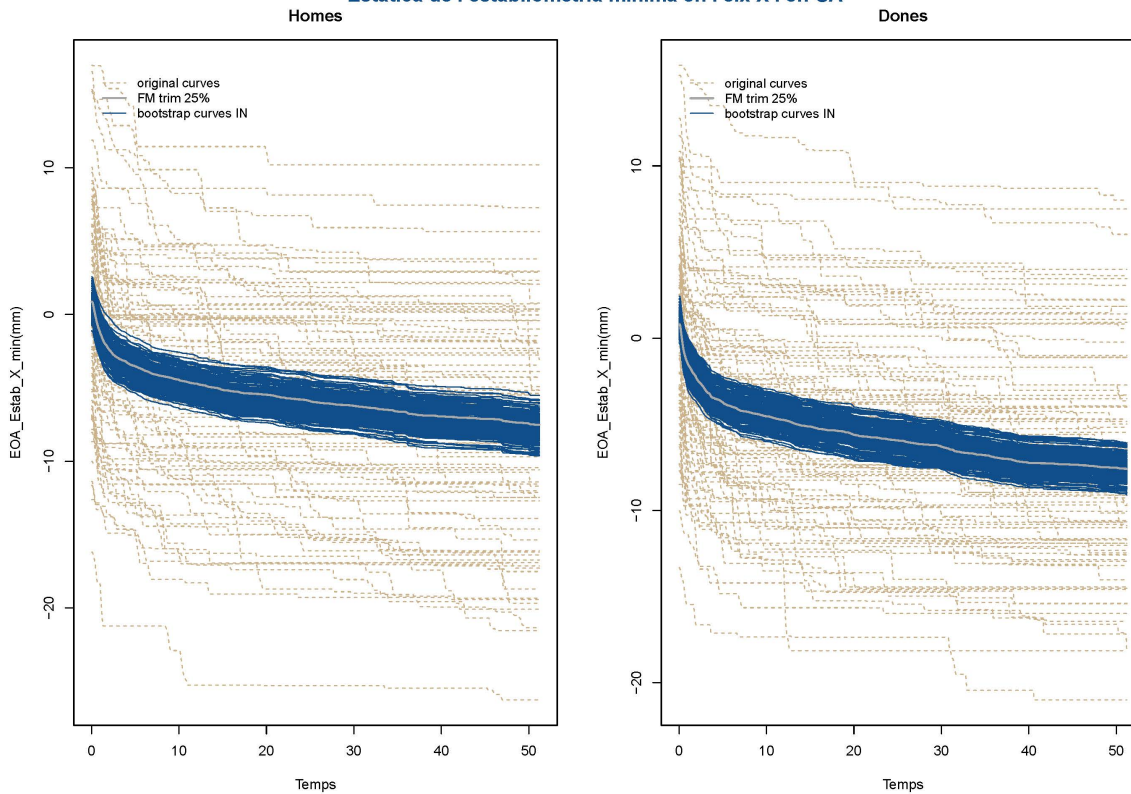 Homes
Dones
original curves
FM trim 25%
bootstrap curves IN
original curves
FM trim 25%
bootstrap curves IN
EOA_Estab_X_min(mm)
10
0
−10
−20
0
10
20
30
40
50
Temps
EOA_Estab_X_min(mm)
10
0
−10
−20
0
10
20
30
40
50
Temps